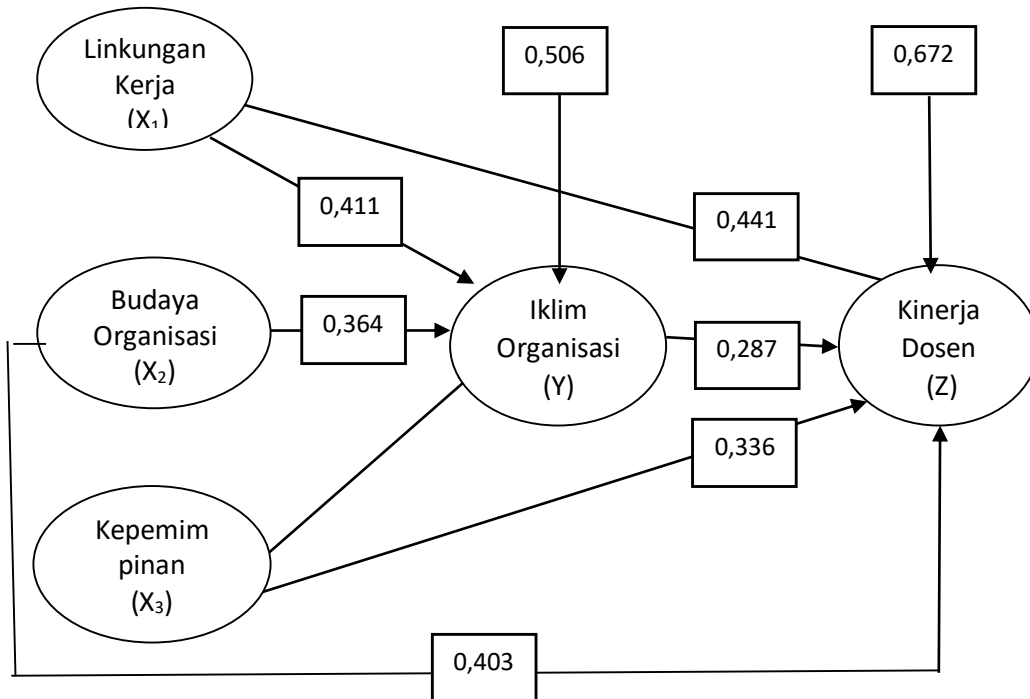 Linkungan
Kerja
(X₁)
0,506
0,672
0,411
0,441
Budaya
Organisasi
(X₂)
0,364
Iklim
Organisasi
(Y)
0,287
Kinerja
Dosen
(Z)
0,336
Kepemim
pinan
(X₃)
0,403